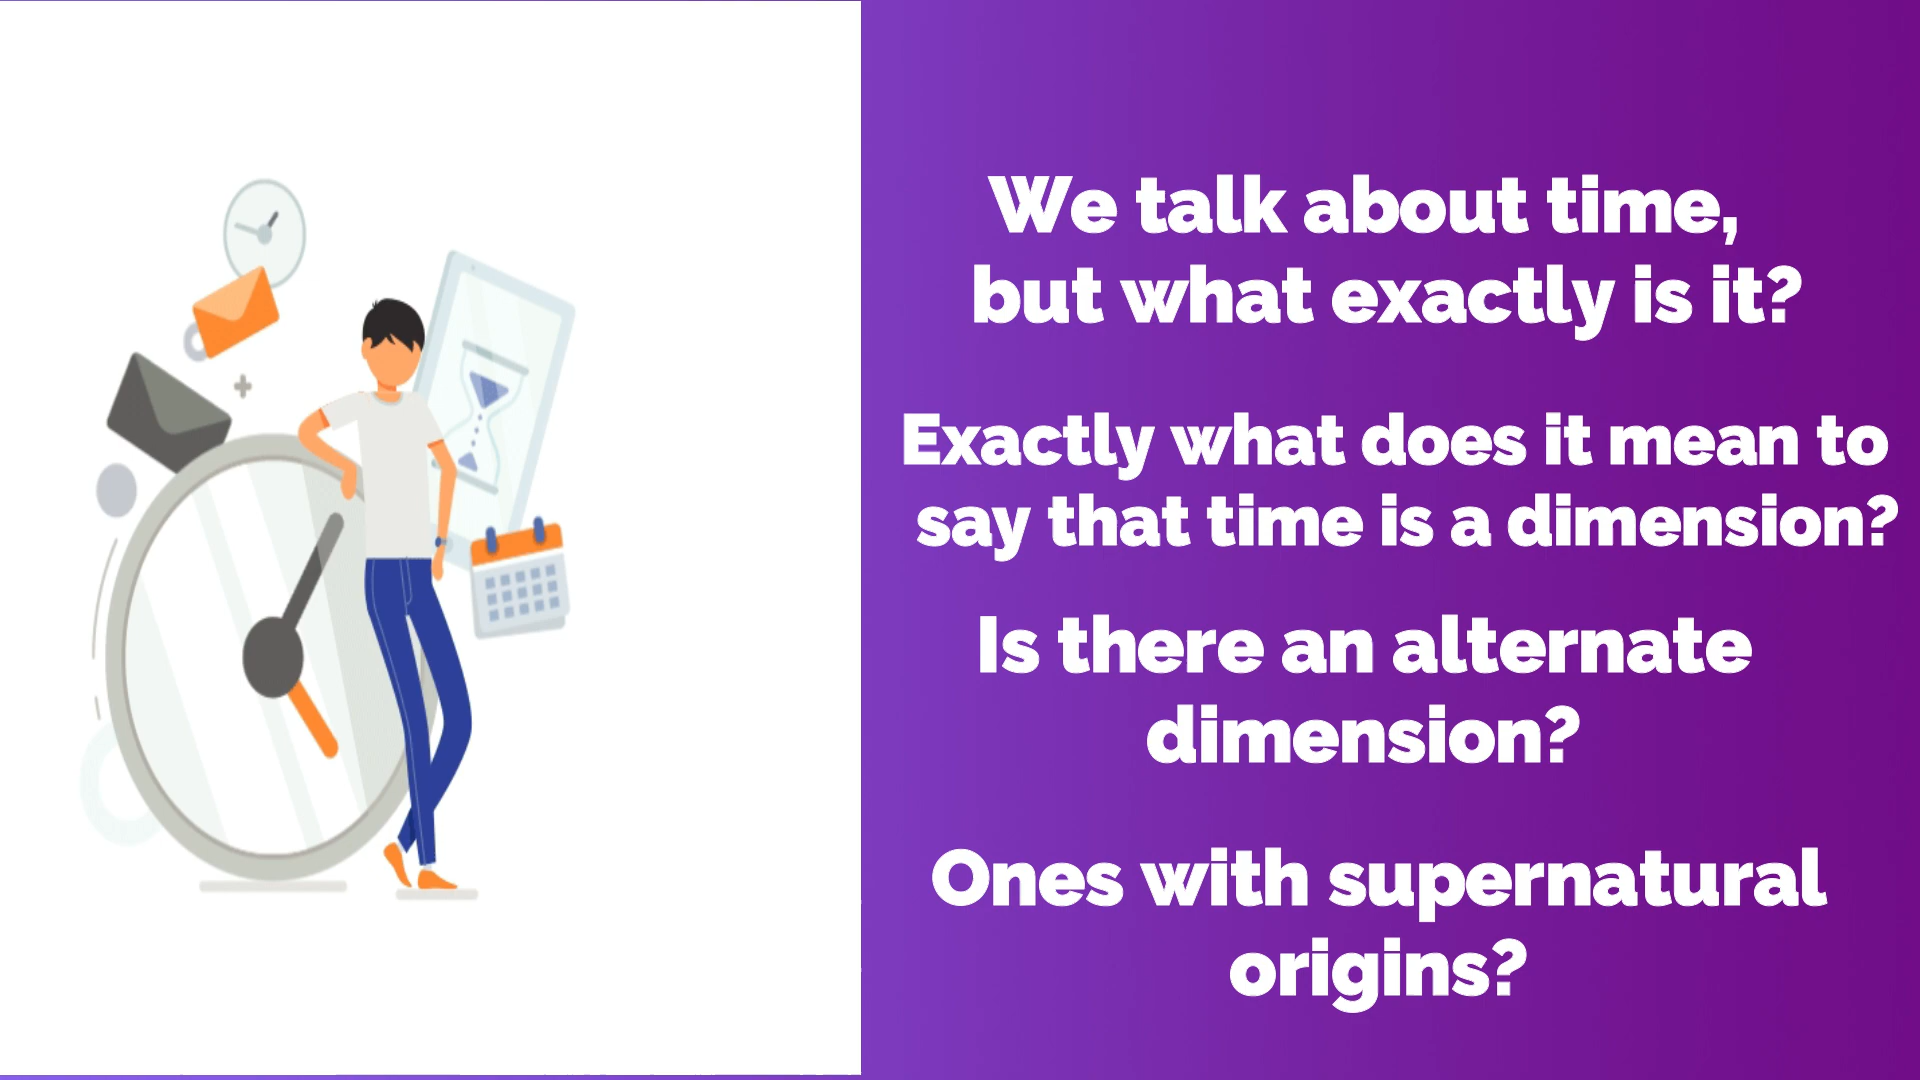 We talk about time,
but what exactly is it?
Exactly what does it mean to
say that time is a dimension?
Is there an alternate
dimension?
Ones with supernatural
origins?